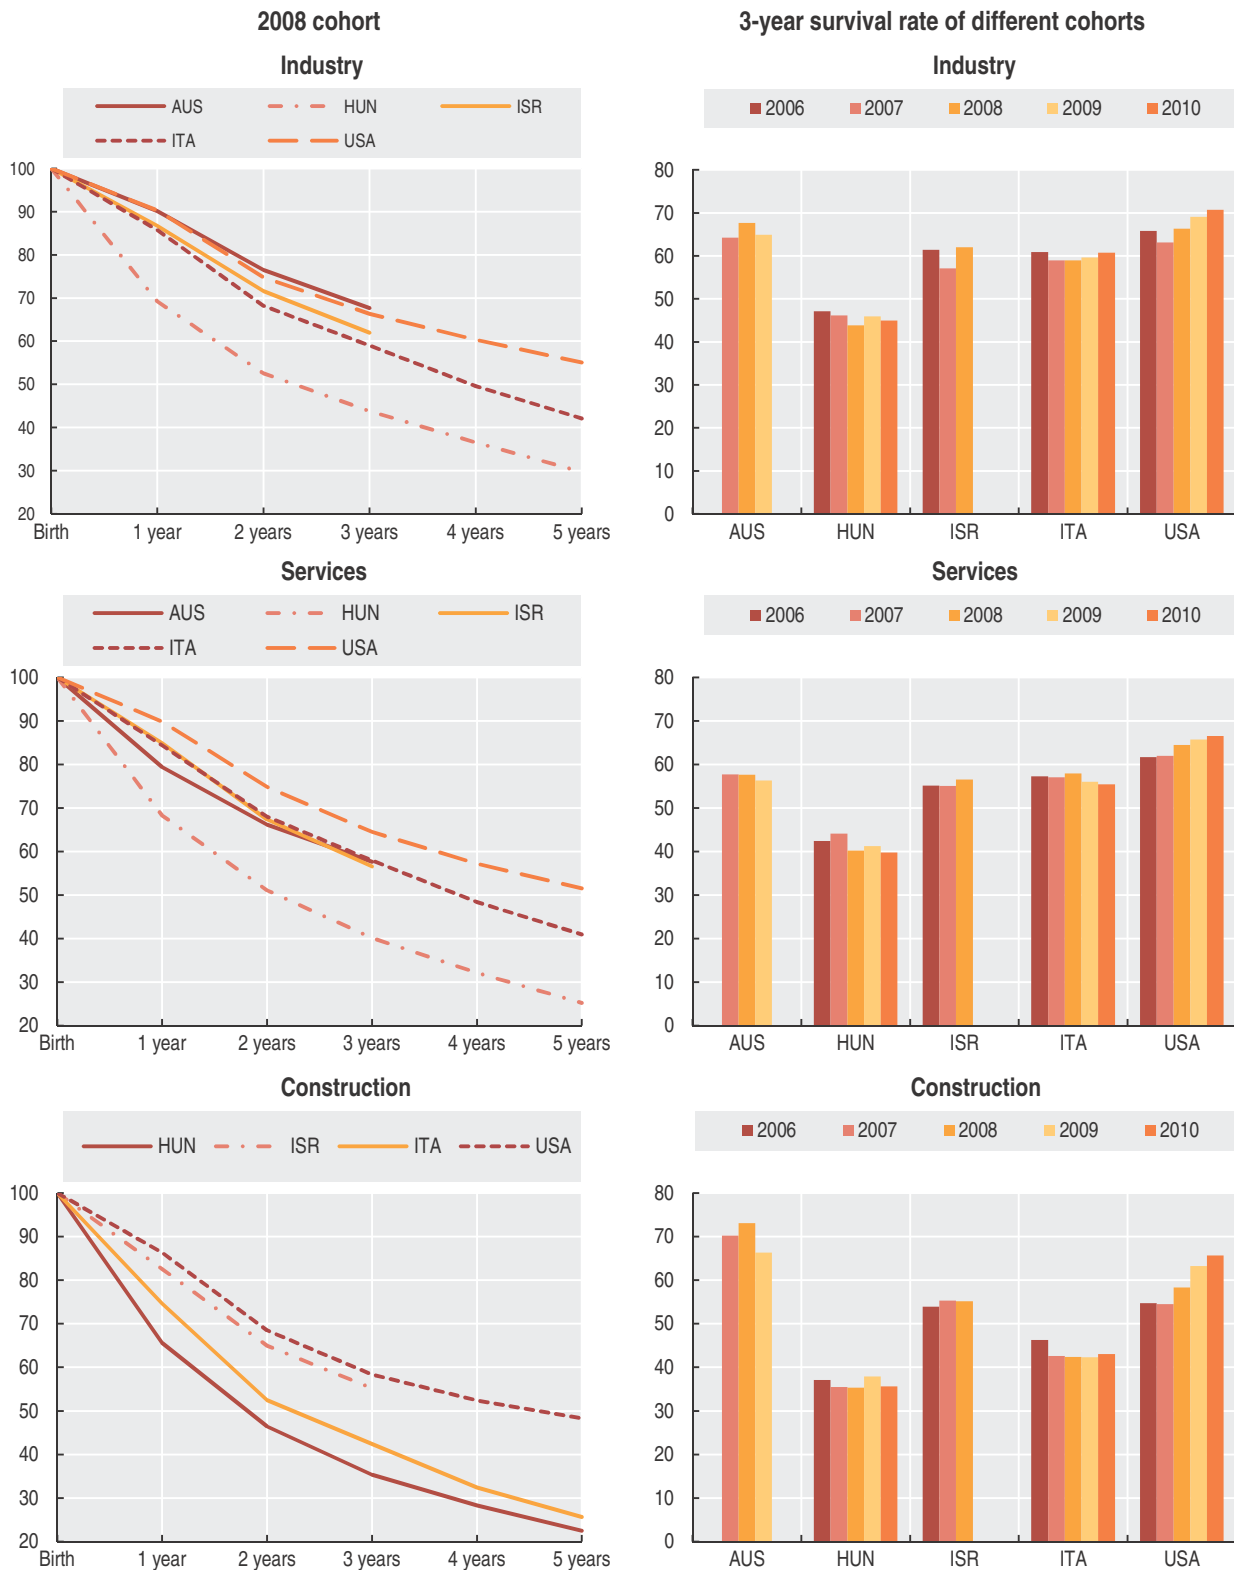 2008 cohort
3-year survival rate of different cohorts
Industry
AUS HUN ISR
ITA USA
100
90
80
70
60
50
40
30
20
Birth 1 year 2 years 3 years 4 years 5 years
Industry
2006 2007 2008 2009 2010
80
70
60
50
40
30
20
10
0
AUS HUN ISR ITA USA
Services
AUS HUN ISR
ITA USA
100
90
80
70
60
50
40
30
20
Birth 1 year 2 years 3 years 4 years 5 years
Services
2006 2007 2008 2009 2010
80
70
60
50
40
30
20
10
0
AUS HUN ISR ITA USA
Construction
HUN ISR ITA USA
100
90
80
70
60
50
40
30
20
Birth 1 year 2 years 3 years 4 years 5 years
Construction
2006 2007 2008 2009 2010
80
70
60
50
40
30
20
10
0
AUS HUN ISR ITA USA